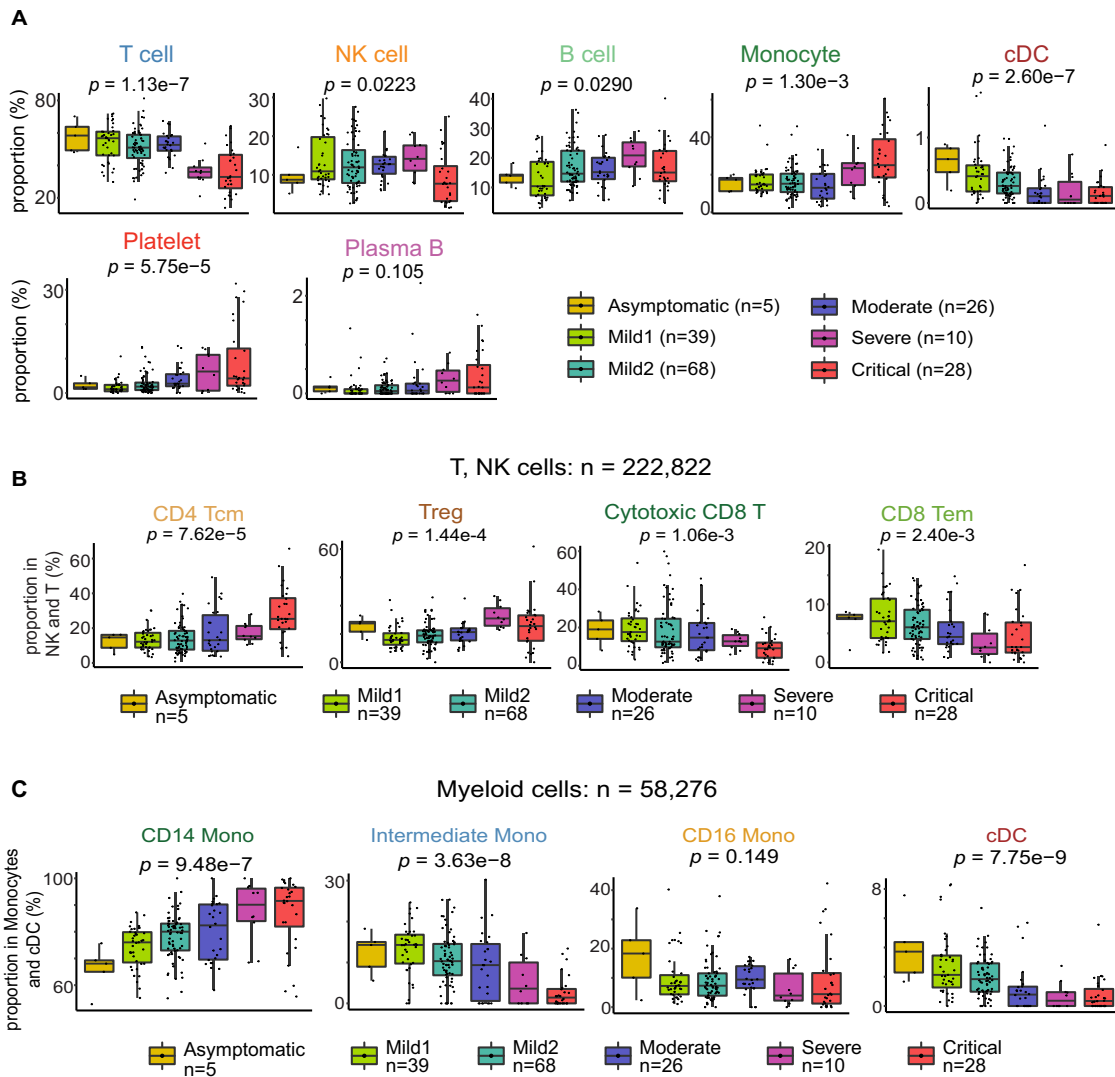 A
T cell
p = 1.13e−7
NK cell
p = 0.0223
B cell
p = 0.0290
Monocyte
p = 1.30e−3
cDC
p = 2.60e−7
proportion (%)
80
20
30
20
10
40
30
20
10
40
0
1
0
Platelet
p = 5.75e−5
Plasma B
p = 0.105
proportion (%)
30
0
2
0
Asymptomatic (n=5)
Mild1 (n=39)
Mild2 (n=68)
Moderate (n=26)
Severe (n=10)
Critical (n=28)
B
T, NK cells: n = 222,822
CD4 Tcm
p = 7.62e−5
Treg
p = 1.44e-4
Cytotoxic CD8 T
p = 1.06e-3
CD8 Tem
p = 2.40e-3
proportion in
NK and T (%)
60
40
20
0
60
0
60
40
20
0
20
10
0
Asymptomatic
n=5
Mild1
n=39
Mild2
n=68
Moderate
n=26
Severe
n=10
Critical
n=28
C
Myeloid cells: n = 58,276
CD14 Mono
p = 9.48e-7
Intermediate Mono
p = 3.63e−8
CD16 Mono
p = 0.149
cDC
p = 7.75e−9
proportion in Monocytes
and cDC (%)
100
60
30
0
40
20
0
8
0
Asymptomatic
n=5
Mild1
n=39
Mild2
n=68
Moderate
n=26
Severe
n=10
Critical
n=28